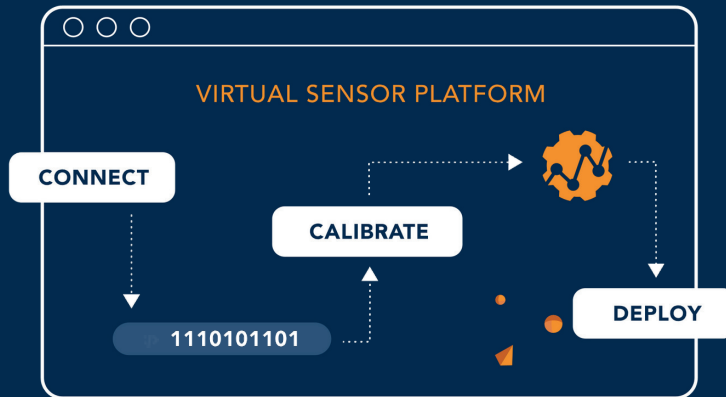 VIRTUAL SENSOR PLATFORM
CONNECT
CALIBRATE
1110101101
DEPLOY